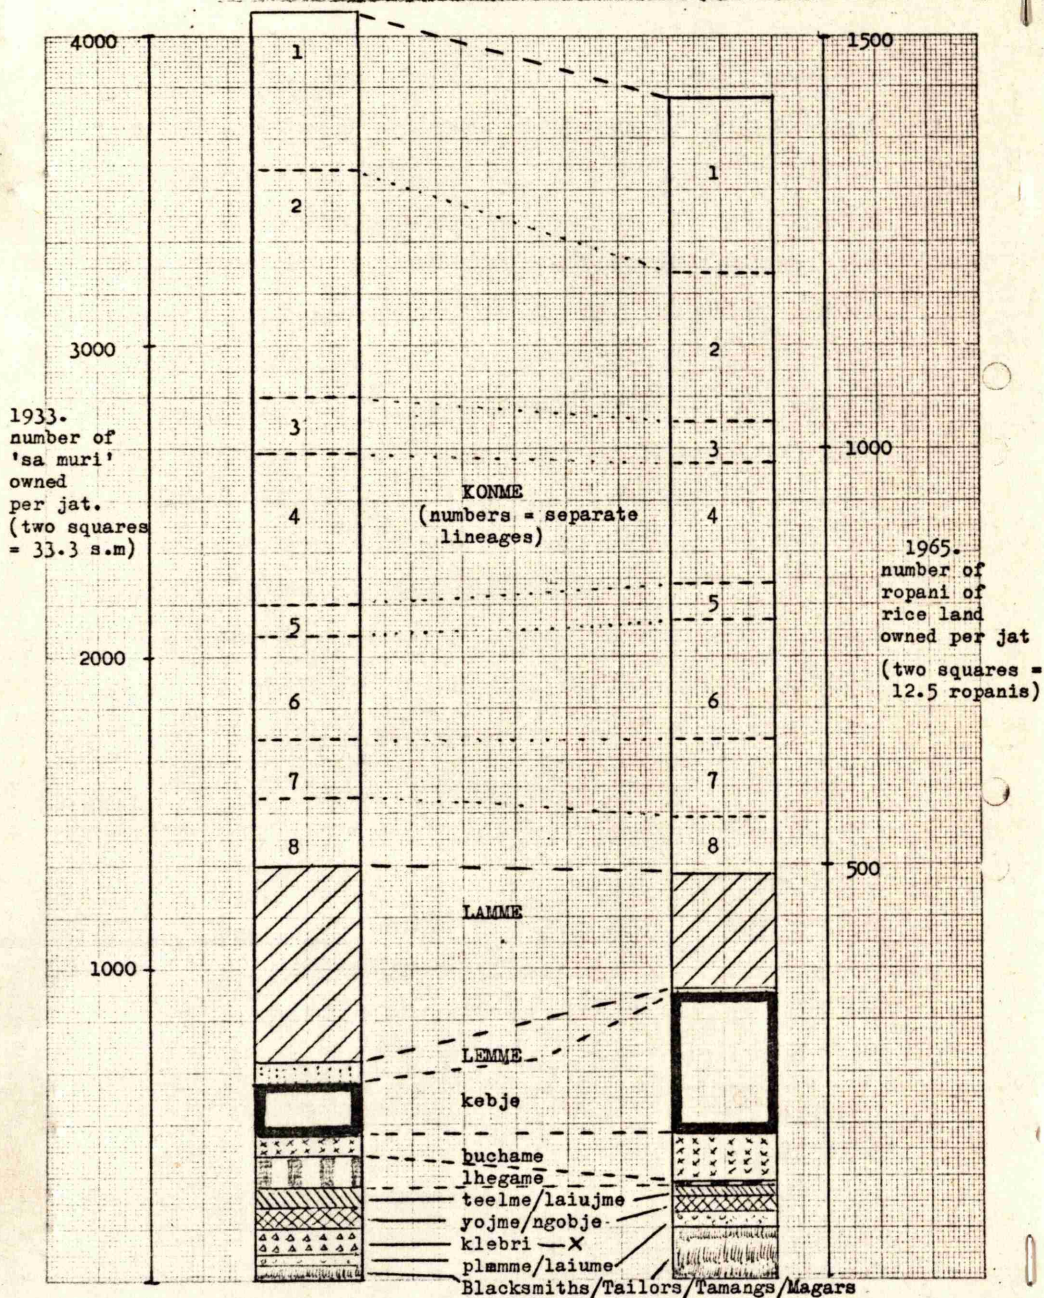 4000
3000
2000
1000
1933.
number of
'sa muri'
owned
per jat.
(two squares
= 33.3 s.m)
1
2
3
4
5
6
7
8
KONME
(numbers = separate
lineages)
LAMME
LEMME
kebje
buchame
lhegame
teelme/laiujme
yojme/ngobje
klebri — X
plæmme/laiume
Blacksmiths/Tailors/Tamangs/Magars
1
2
3
4
5
6
7
8
1500
1000
500
1965.
number of
ropani of
rice land
owned per jat
(two squares =
12.5 ropanis)